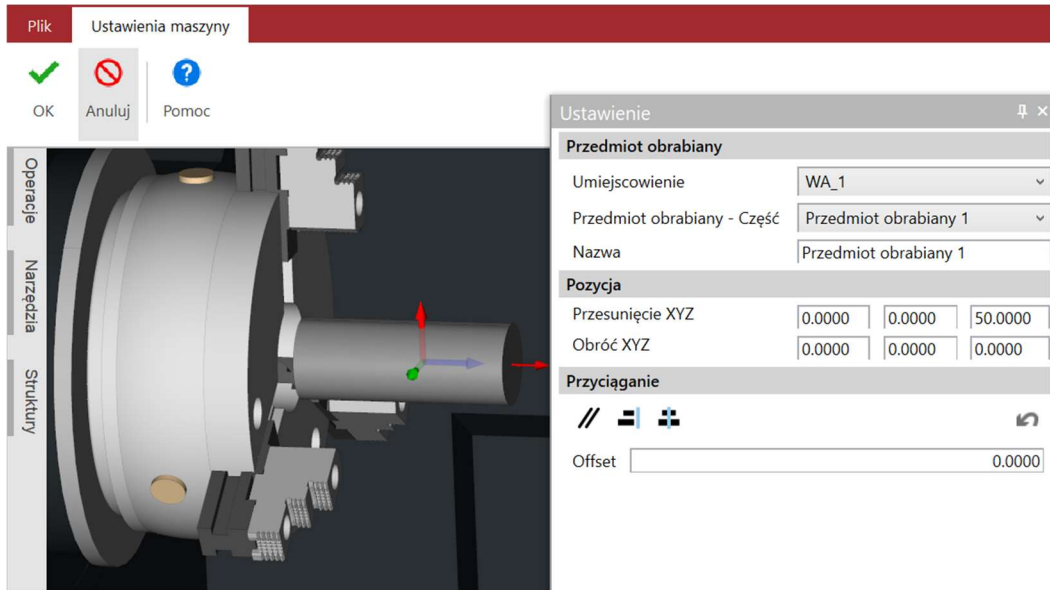 Plik Ustawienia maszyny
OK Anuluj Pomoc
Operacje
Narzędzia
Struktury
Ustawienie
Przedmiot obrabiany
Umiejscowienie WA_1
Przedmiot obrabiany - Część Przedmiot obrabiany 1
Nazwa Przedmiot obrabiany 1
Pozycja
Przesunięcie XYZ 0.0000 0.0000 50.0000
Obróć XYZ 0.0000 0.0000 0.0000
Przyciąganie
Offset 0.0000